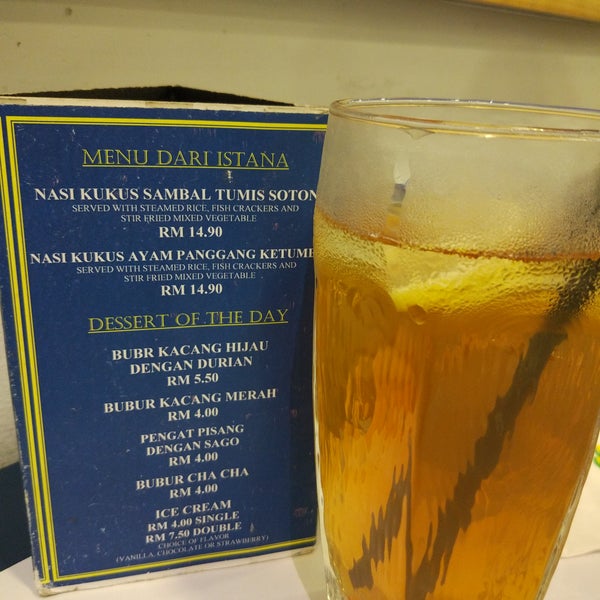 MENU DARI ISTANA
NASI KUKUS SAMBAL TUMIS SOTON
SERVED WITH STEAMED RICE, FISH CRACKERS AND
STIR FRIED MIXED VEGETABLE
RM 14.90
NASI KUKUS AYAM PANGGANG KETUMB
SERVED WITH STEAMED RICE, FISH CRACKERS AND
STIR FRIED MIXED VEGETABLE
RM 14.90
DESSERT OF THE DAY
BUBR KACANG HIJAU
DENGAN DURIAN
RM 5.50
BUBUR KACANG MERAH
RM 4.00
PENGAT PISANG
DENGAN SAGO
RM 4.00
BUBUR CHA CHA
RM 4.00
ICE CREAM
RM 4.00 SINGLE
RM 7.50 DOUBLE
CHOICE OF FLAVOR
(VANILLA, CHOCOLATE OR STRAWBERRY)